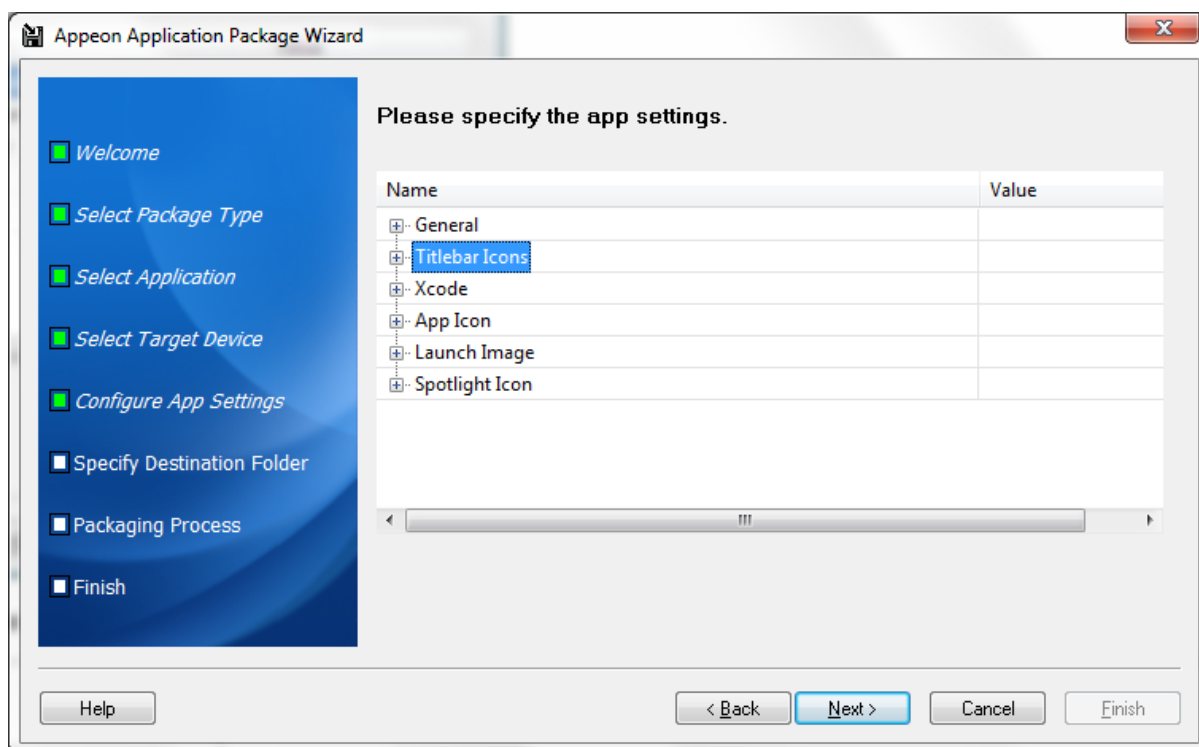 Appeon Application Package Wizard
Welcome
Select Package Type
Select Application
Select Target Device
Configure App Settings
Specify Destination Folder
Packaging Process
Finish
Please specify the app settings.
Name Value
General
Titlebar Icons
Xcode
App Icon
Launch Image
Spotlight Icon
Help < Back Next > Cancel Finish